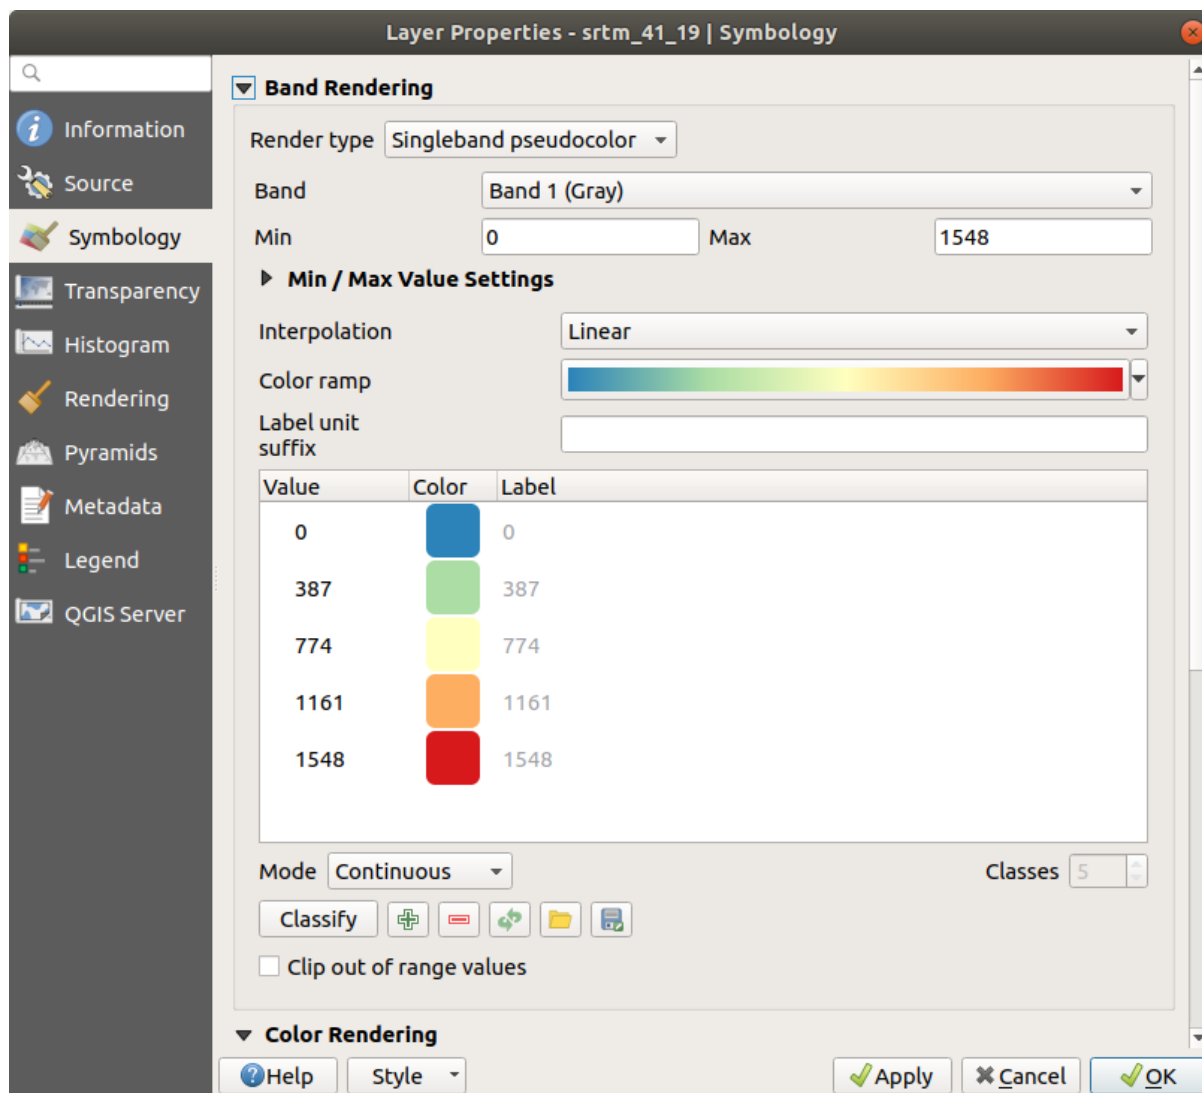 Layer Properties - srtm_41_19 | Symbology
Information
Source
Symbology
Transparency
Histogram
Rendering
Pyramids
Metadata
Legend
QGIS Server
Band Rendering
Render type Singleband pseudocolor
Band Band 1 (Gray)
Min 0 Max 1548
Min / Max Value Settings
Interpolation Linear
Color ramp
Label unit
suffix
Value Color Label
0 0
387 387
774 774
1161 1161
1548 1548
Mode Continuous Classes 5
Classify
Clip out of range values
Color Rendering
Help Style Apply Cancel OK